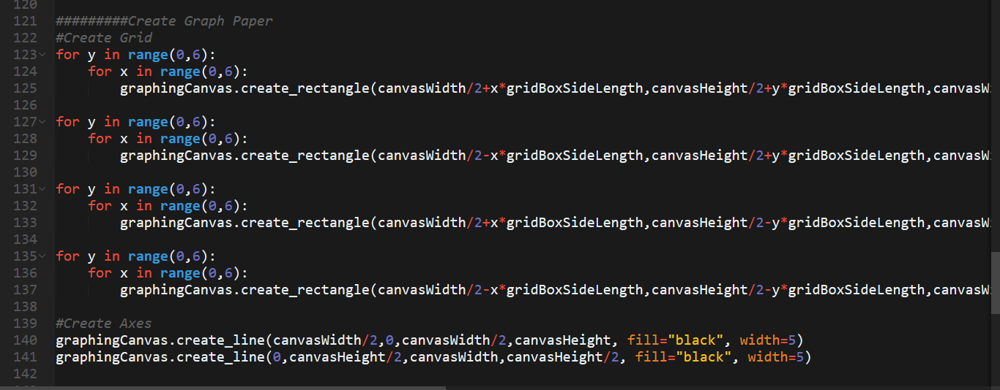 120
121 #########Create Graph Paper
122 #Create Grid
123 for y in range(0,6):
124     for x in range(0,6):
125         graphingCanvas.create_rectangle(canvasWidth/2+x*gridBoxSideLength,canvasHeight/2+y*gridBoxSideLength,canvasW
126
127 for y in range(0,6):
128     for x in range(0,6):
129         graphingCanvas.create_rectangle(canvasWidth/2-x*gridBoxSideLength,canvasHeight/2+y*gridBoxSideLength,canvasW
130
131 for y in range(0,6):
132     for x in range(0,6):
133         graphingCanvas.create_rectangle(canvasWidth/2+x*gridBoxSideLength,canvasHeight/2-y*gridBoxSideLength,canvasW
134
135 for y in range(0,6):
136     for x in range(0,6):
137         graphingCanvas.create_rectangle(canvasWidth/2-x*gridBoxSideLength,canvasHeight/2-y*gridBoxSideLength,canvasW
138
139 #Create Axes
140 graphingCanvas.create_line(canvasWidth/2,0,canvasWidth/2,canvasHeight, fill="black", width=5)
141 graphingCanvas.create_line(0,canvasHeight/2,canvasWidth,canvasHeight/2, fill="black", width=5)
142